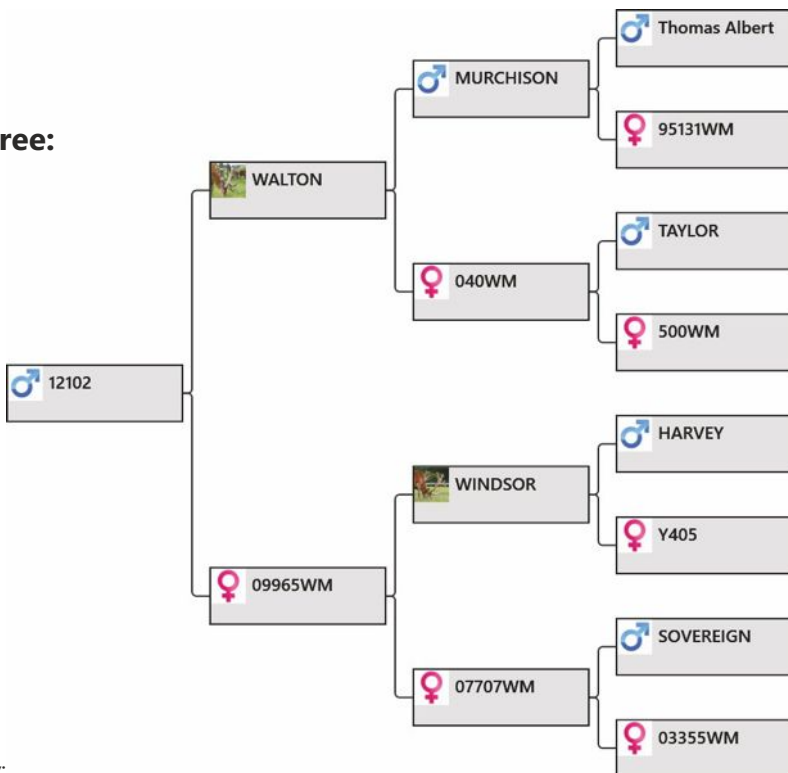 Thomas Albert
MURCHISON
95131WM
ree:
WALTON
TAYLOR
040WM
500WM
12102
HARVEY
WINDSOR
Y405
09965WM
SOVEREIGN
07707WM
03355WM